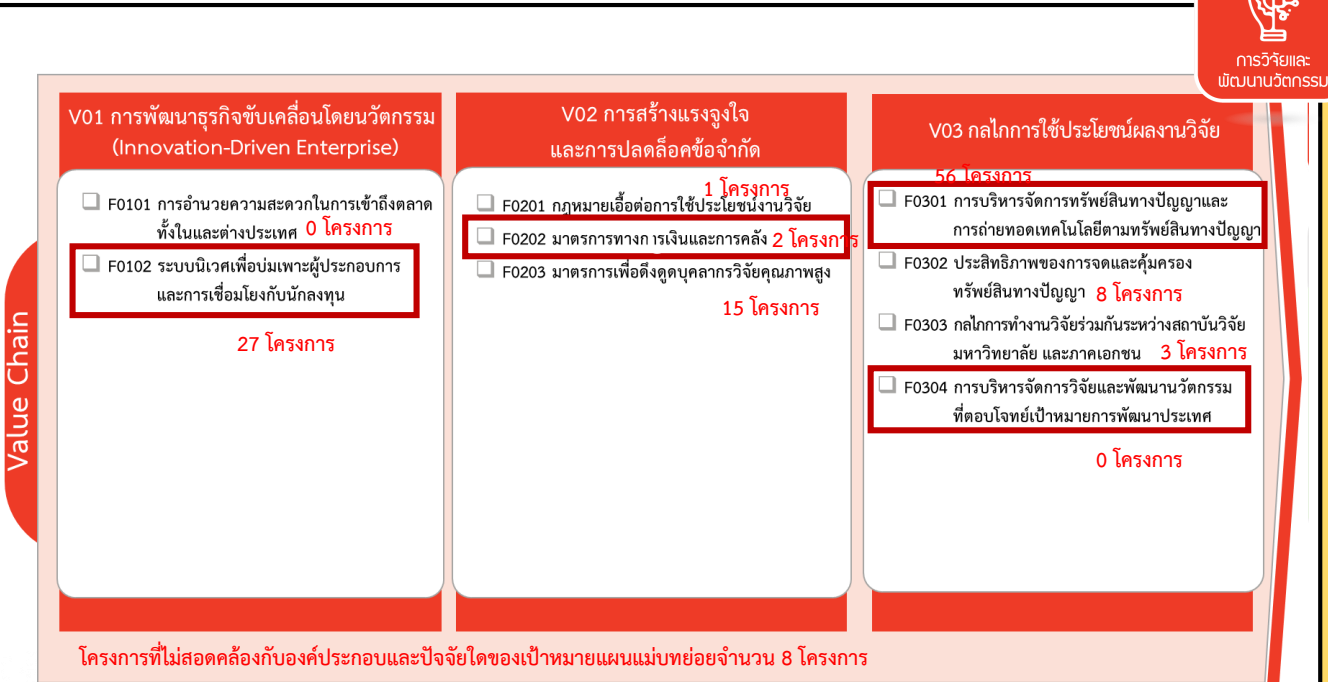 การวิจัยและ
พัฒนานวัตกรรม
Value Chain
V01 การพัฒนาธุรกิจขับเคลื่อนโดยนวัตกรรม
(Innovation-Driven Enterprise)
F0101 การอำนวยความสะดวกในการเข้าถึงตลาด
ทั้งในและต่างประเทศ 0 โครงการ
F0102 ระบบนิเวศเพื่อบ่มเพาะผู้ประกอบการ
และการเชื่อมโยงกับนักลงทุน
27 โครงการ
V02 การสร้างแรงจูงใจ
และการปลดล็อคข้อจำกัด
1 โครงการ
F0201 กฎหมายเอื้อต่อการใช้ประโยชน์งานวิจัย
F0202 มาตรการทางการเงินและการคลัง 2 โครงการ
F0203 มาตรการเพื่อดึงดูดบุคลากรวิจัยคุณภาพสูง
15 โครงการ
V03 กลไกการใช้ประโยชน์ผลงานวิจัย
56 โครงการ
F0301 การบริหารจัดการทรัพย์สินทางปัญญาและ
การถ่ายทอดเทคโนโลยีตามทรัพย์สินทางปัญญา
F0302 ประสิทธิภาพของการจดและคุ้มครอง
ทรัพย์สินทางปัญญา 8 โครงการ
F0303 กลไกการทำงานวิจัยร่วมกันระหว่างสถาบันวิจัย
มหาวิทยาลัย และภาคเอกชน 3 โครงการ
F0304 การบริหารจัดการวิจัยและพัฒนานวัตกรรม
ที่ตอบโจทย์เป้าหมายการพัฒนาประเทศ
0 โครงการ
โครงการที่ไม่สอดคล้องกับองค์ประกอบและปัจจัยใดของเป้าหมายแผนแม่บทย่อยจำนวน 8 โครงการ